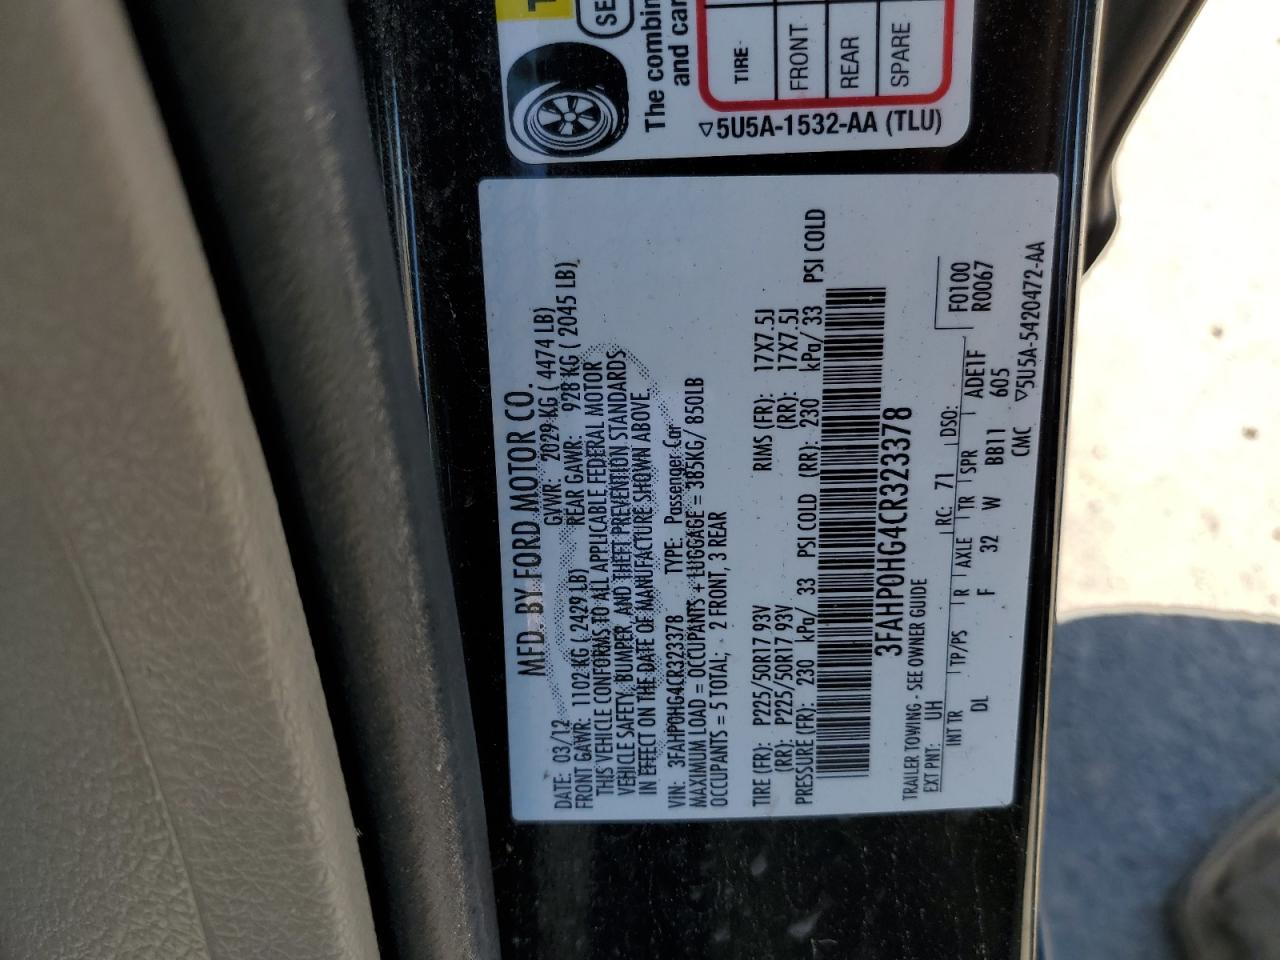 SE
The combin
and car
TIRE
FRONT
REAR
SPARE
5U5A-1532-AA (TLU)
MFD. BY FORD MOTOR CO.
DATE: 03/12 GVWR: 2029 KG ( 4474 LB)
FRONT GAWR: 1102 KG ( 2429 LB) REAR GAWR: 928 KG ( 2045 LB)
THIS VEHICLE CONFORMS TO ALL APPLICABLE FEDERAL MOTOR
VEHICLE SAFETY, BUMPER, AND THEFT PREVENTION STANDARDS
IN EFFECT ON THE DATE OF MANUFACTURE SHOWN ABOVE.
VIN: 3FAHP0HG4CR323378 TYPE: Passenger Car
MAXIMUM LOAD = OCCUPANTS + LUGGAGE = 385KG/ 850LB
OCCUPANTS = 5 TOTAL; 2 FRONT, 3 REAR
TIRE (FR): P225/50R17 93V RIMS (FR): 17X7.5J
(RR): P225/50R17 93V (RR): 17X7.5J
PRESSURE (FR): 230 kPa/ 33 PSI COLD (RR): 230 kPa/ 33 PSI COLD
3FAHP0HG4CR323378
TRAILER TOWING - SEE OWNER GUIDE
EXT PNT: UH RC: 71 DSO: F0100
R0067
INT TR TP/PS R AXLE TR SPR ADETF
DL F 32 W BB11 605
CMC 5U5A-5420472-AA